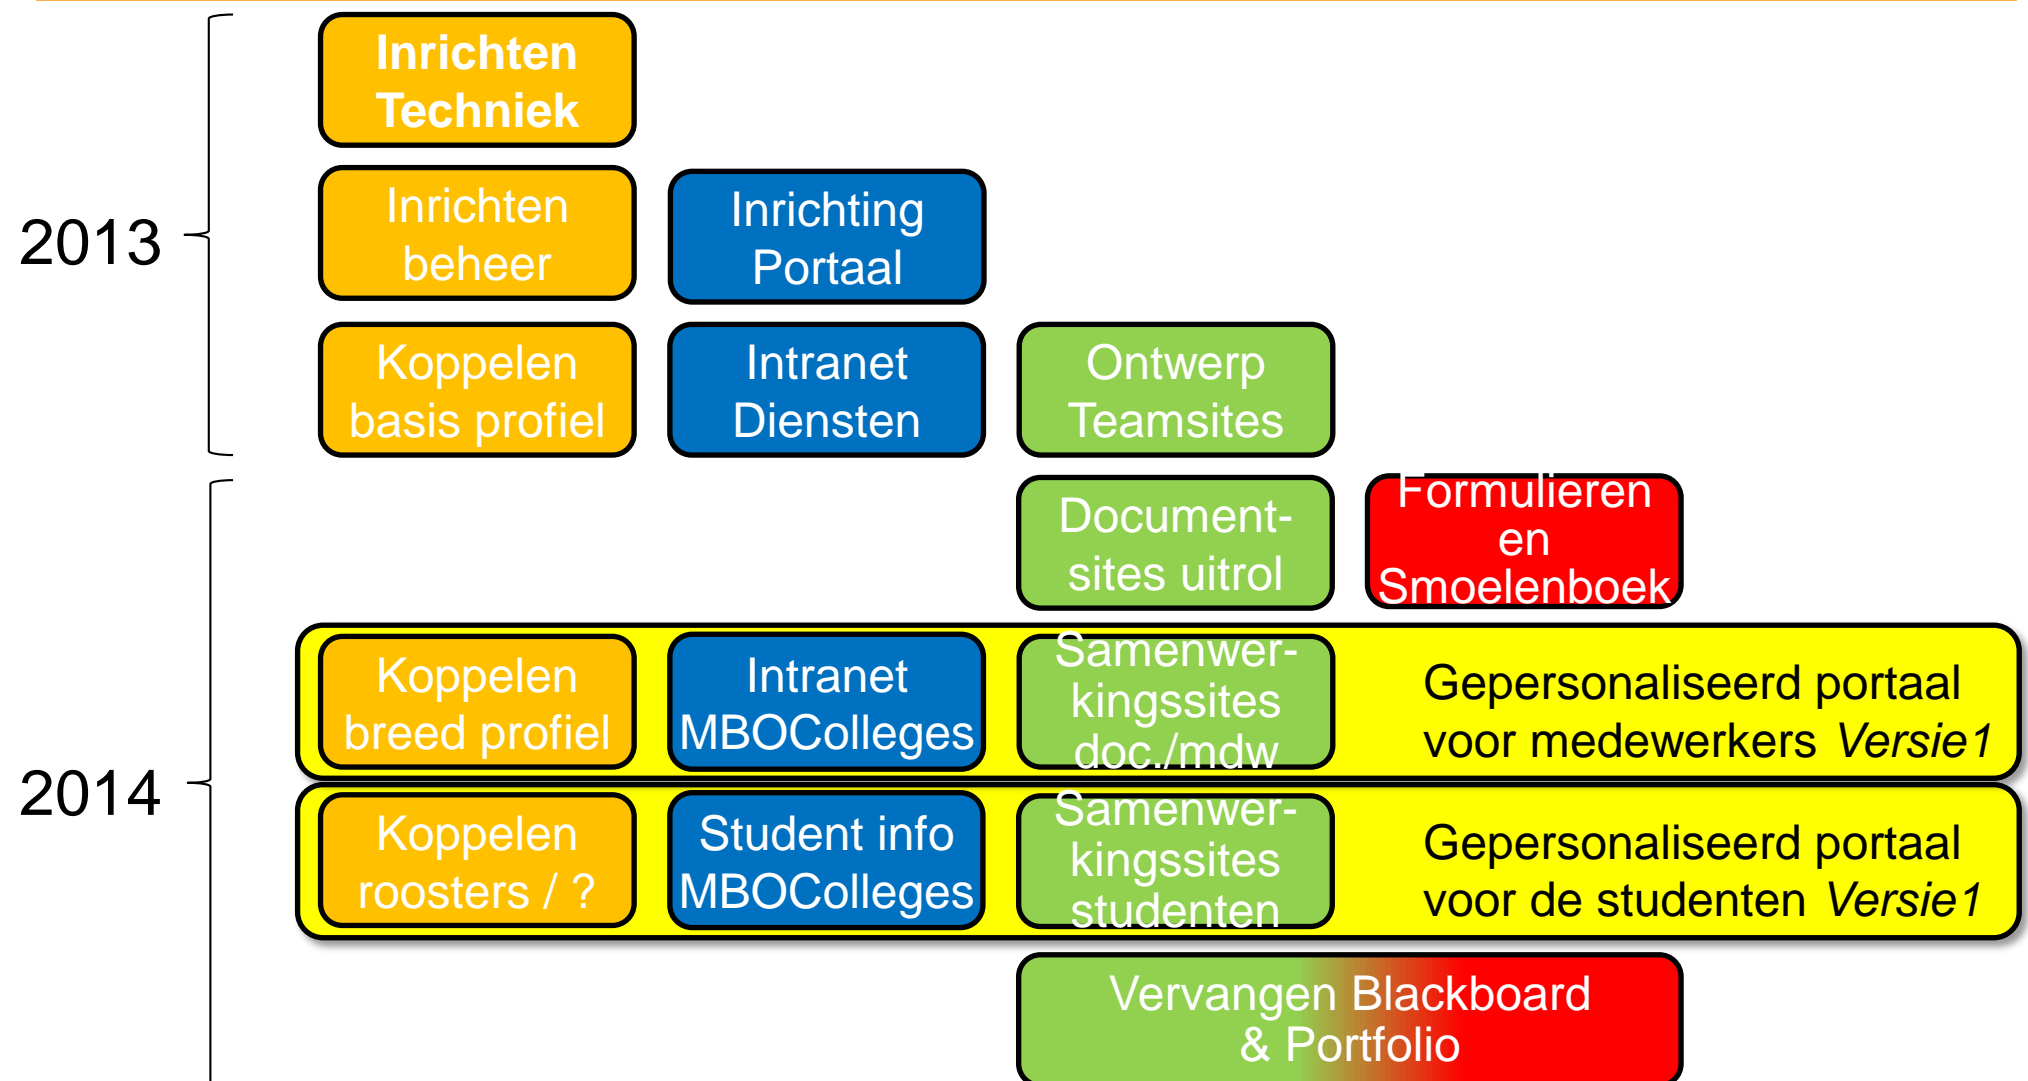 Inrichten
Techniek
2013
Inrichten
beheer
Inrichting
Portaal
Koppelen
basis profiel
Intranet
Diensten
Ontwerp
Teamsites
2014
Document-
sites uitrol
Formulieren
en
Smoelenboek
Koppelen
breed profiel
Intranet
MBOColleges
Samenwer-
kingssites
doc./mdw
Gepersonaliseerd portaal
voor medewerkers Versie1
Koppelen
roosters / ?
Student info
MBOColleges
Samenwer-
kingssites
studenten
Gepersonaliseerd portaal
voor de studenten Versie1
Vervangen Blackboard
& Portfolio